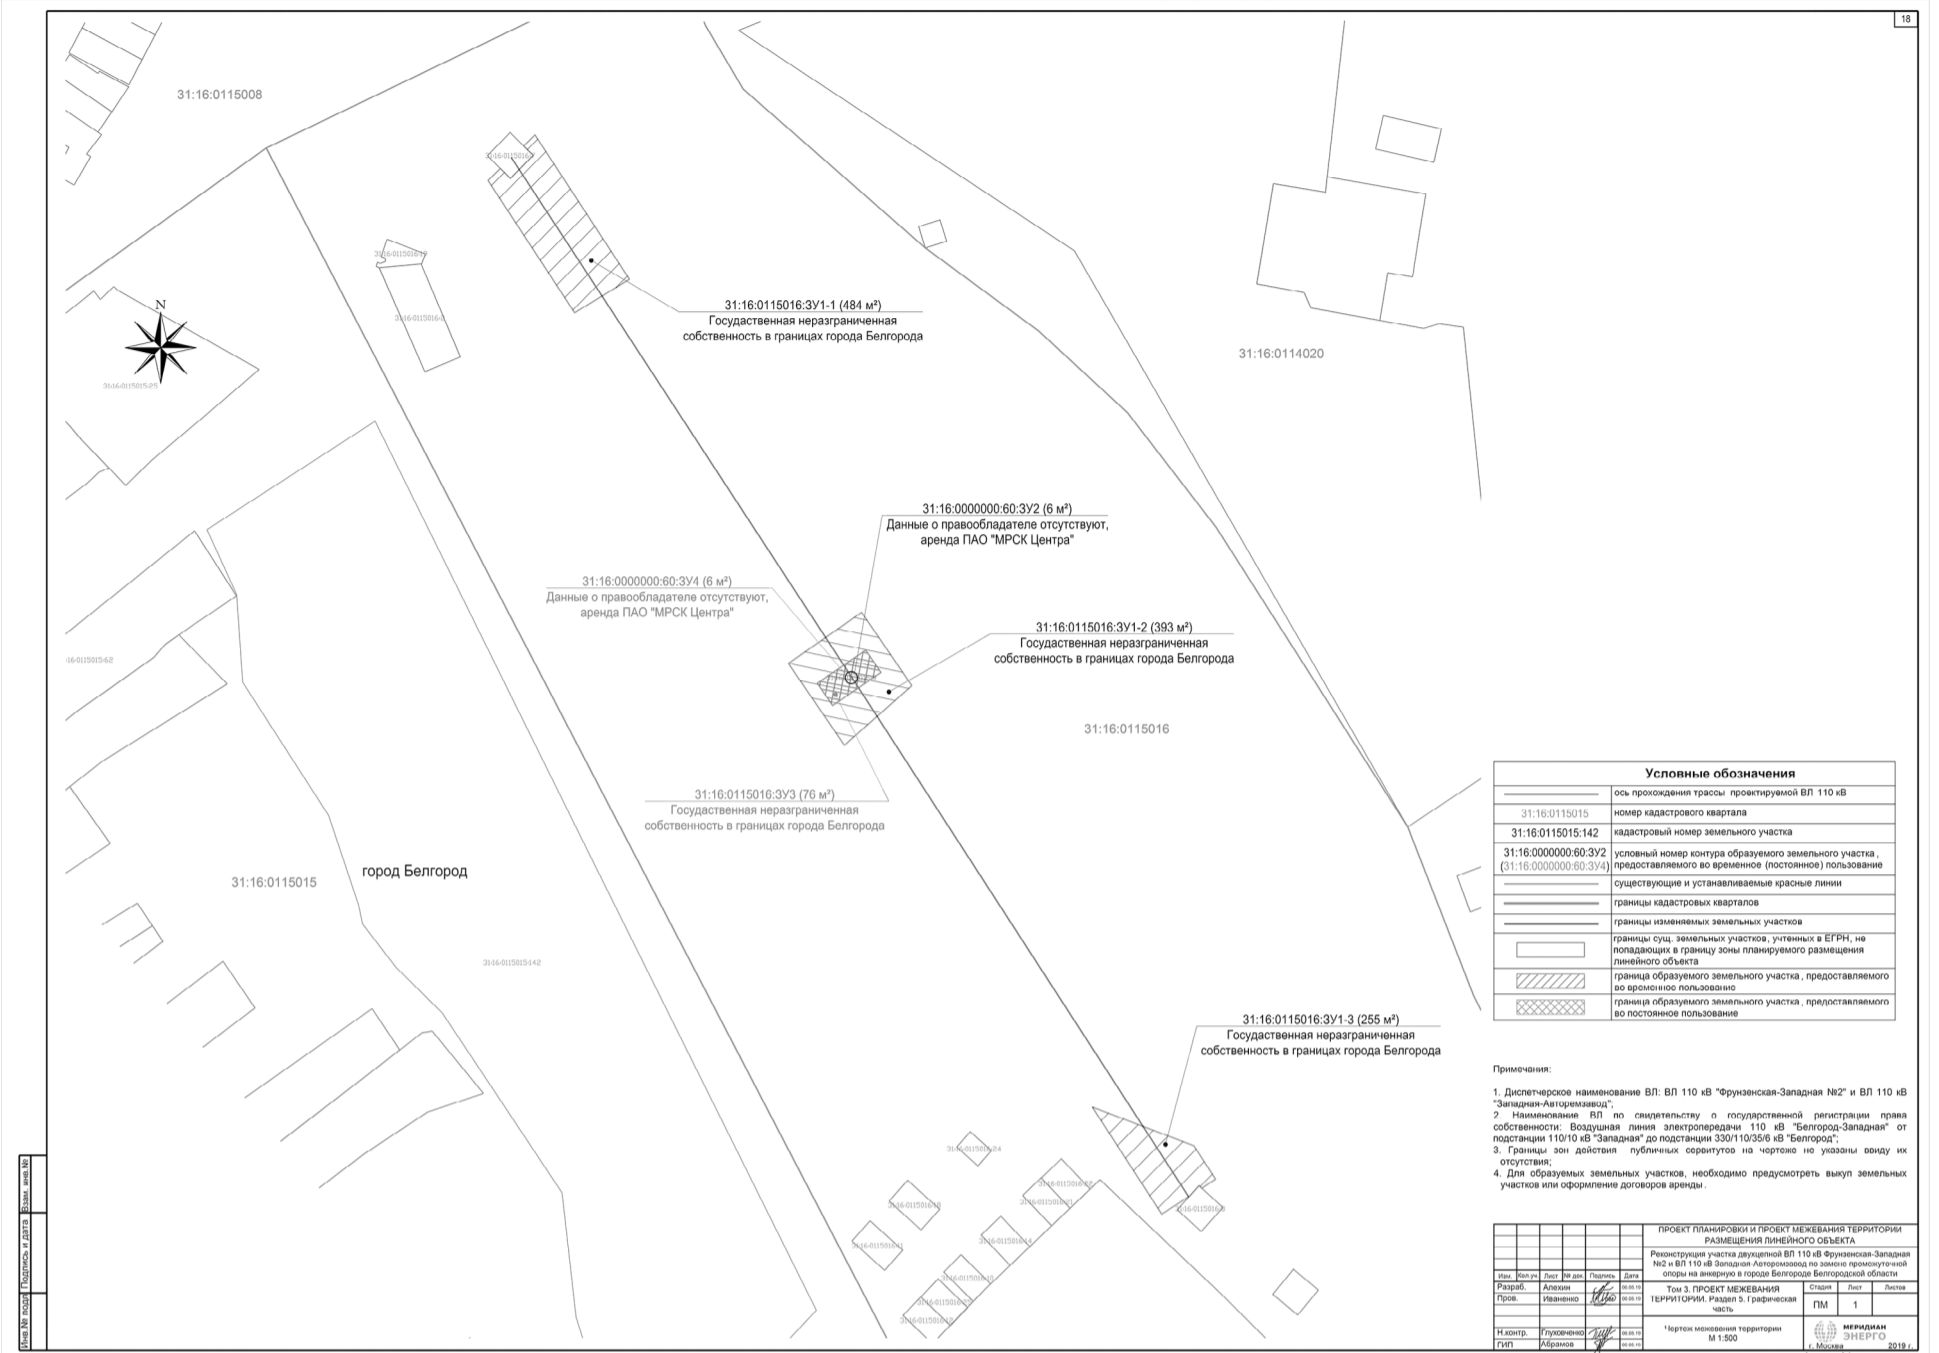 18
31:16:0115008
31:16:0115016:ЗУ1-1 (484 м²)
Государственная неразграниченная
собственность в границах города Белгорода
N
31:16:0115015:25
31:16:0114020
31:16:0000000:60:ЗУ2 (6 м²)
Данные о правообладателе отсутствуют,
аренда ПАО "МРСК Центра"
31:16:0000000:60:ЗУ4 (6 м²)
Данные о правообладателе отсутствуют,
аренда ПАО "МРСК Центра"
31:16:0115016:ЗУ1-2 (393 м²)
Государственная неразграниченная
собственность в границах города Белгорода
:16:0115015:62
31:16:0115016
31:16:0115016:ЗУ3 (76 м²)
Государственная неразграниченная
собственность в границах города Белгорода
город Белгород
31:16:0115015
31:16:0115015:142
31:16:0115016:ЗУ1-3 (255 м²)
Государственная неразграниченная
собственность в границах города Белгорода
Условные обозначения
ось прохождения трассы проектируемой ВЛ 110 кВ
31:16:0115015 номер кадастрового квартала
31:16:0115015:142 кадастровый номер земельного участка
31:16:0000000:60:ЗУ2 условный номер контура образуемого земельного участка,
(31:16:0000000:60:ЗУ4) предоставляемого во временное (постоянное) пользование
существующие и устанавливаемые красные линии
границы кадастровых кварталов
границы изменяемых земельных участков
границы сущ. земельных участков, учтенных в ЕГРН, не
попадающих в границу зоны планируемого размещения
линейного объекта
граница образуемого земельного участка, предоставляемого
во временное пользование
граница образуемого земельного участка, предоставляемого
во постоянное пользование
Примечания:
1. Диспетчерское наименование ВЛ: ВЛ 110 кВ "Фрунзенская-Западная №2" и ВЛ 110 кВ
"Западная-Авторемзавод";
2. Наименование ВЛ по свидетельству о государственной регистрации права
собственности: Воздушная линия электропередачи 110 кВ "Белгород-Западная" от
подстанции 110/10 кВ "Западная" до подстанции 330/110/35/6 кВ "Белгород";
3. Границы зон действия публичных сервитутов на чертеже не указаны ввиду их
отсутствия;
4. Для образуемых земельных участков, необходимо предусмотреть выкуп земельных
участков или оформление договоров аренды.
Взам. инв.№
Подпись и дата
Инв.№ подл
ПРОЕКТ ПЛАНИРОВКИ И ПРОЕКТ МЕЖЕВАНИЯ ТЕРРИТОРИИ
РАЗМЕЩЕНИЯ ЛИНЕЙНОГО ОБЪЕКТА
Реконструкция участка двухцепной ВЛ 110 кВ Фрунзенская-Западная
№2 и ВЛ 110 кВ Западная-Авторемзавод по замене промежуточной
опоры на анкерную в городе Белгороде Белгородской области
Изм. Кол.уч Лист № док. Подпись Дата
Разраб. Алехин
Пров. Иваненко
Н.контр. Глуховченко
ГИП Абрамов
Том 3. ПРОЕКТ МЕЖЕВАНИЯ
ТЕРРИТОРИИ. Раздел 5. Графическая
часть
Стадия Лист Листов
ПМ 1
Чертеж межевания территории
М 1:500
МЕРИДИАН
ЭНЕРГО
г. Москва 2019 г.